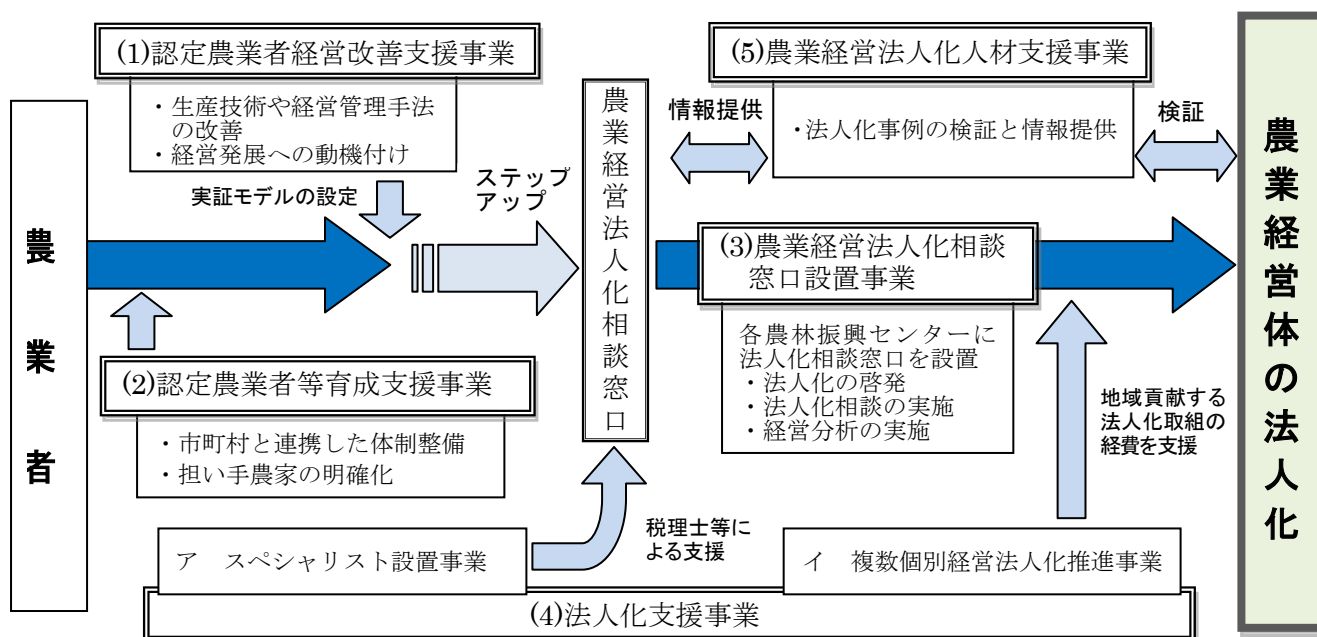 農業者
(1)認定農業者経営改善支援事業
・生産技術や経営管理手法
の改善
・経営発展への動機付け
実証モデルの設定
ステップ
アップ
(2)認定農業者等育成支援事業
・市町村と連携した体制整備
・担い手農家の明確化
農業経営法人化相談窓口
情報提供
(5)農業経営法人化人材支援事業
・法人化事例の検証と情報提供
検証
(3)農業経営法人化相談
窓口設置事業
各農林振興センターに
法人化相談窓口を設置
・法人化の啓発
・法人化相談の実施
・経営分析の実施
地域貢献する
法人化取組の
経費を支援
ア スペシャリスト設置事業
税理士等に
よる支援
イ 複数個別経営法人化推進事業
(4)法人化支援事業
農業経営体の法人化